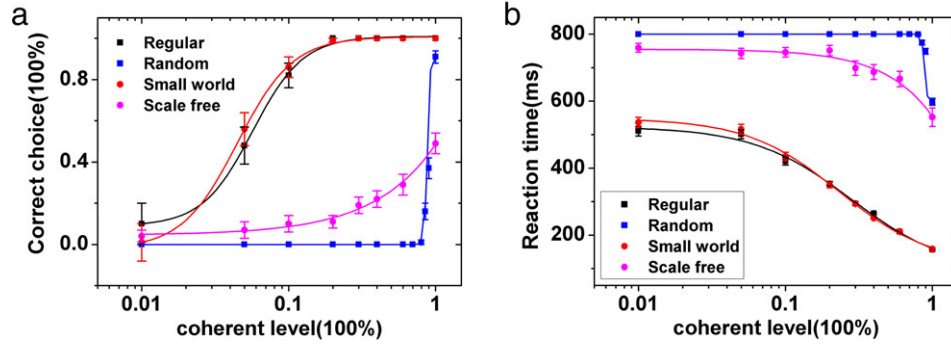 a
Correct choice(100%)
0.8
0.4
0.0
0.01
0.1
1
coherent level(100%)
Regular
Random
Small world
Scale free
b
Reaction time(ms)
800
600
400
200
0.01
0.1
1
coherent level(100%)
Regular
Random
Small world
Scale free